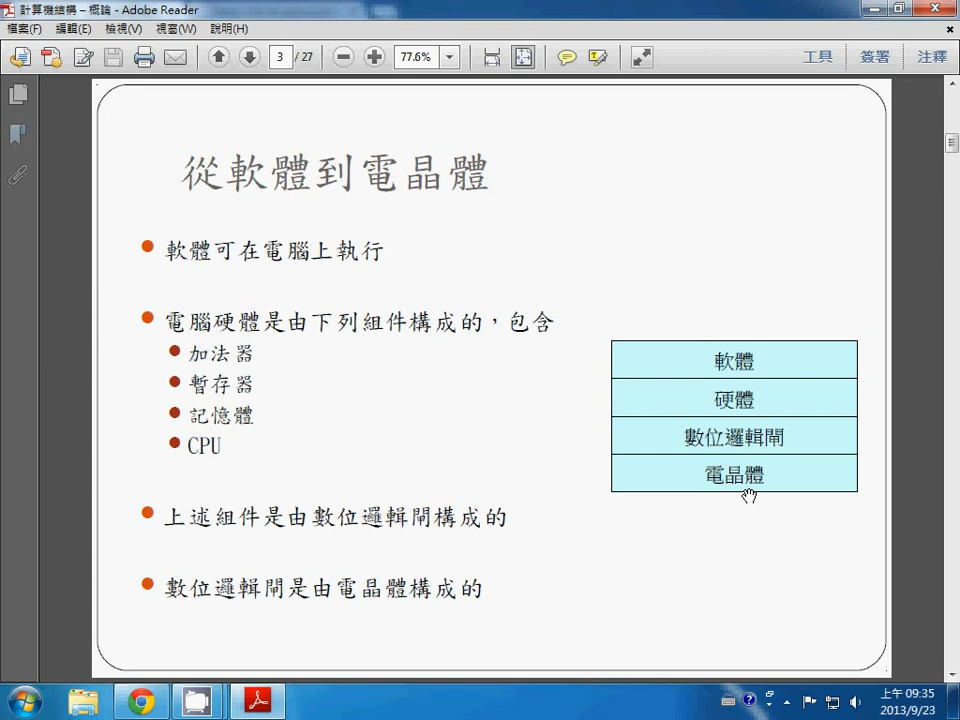 計算機結構 – 概論 - Adobe Reader
檔案(F) 編輯(E) 檢視(V) 視窗(W) 說明(H)
3 / 27 77.6% 工具 簽署 注釋
從軟體到電晶體
軟體可在電腦上執行
電腦硬體是由下列組件構成的，包含
加法器
暫存器
記憶體
CPU
軟體
硬體
數位邏輯閘
電晶體
上述組件是由數位邏輯閘構成的
數位邏輯閘是由電晶體構成的
上午 09:35
2013/9/23